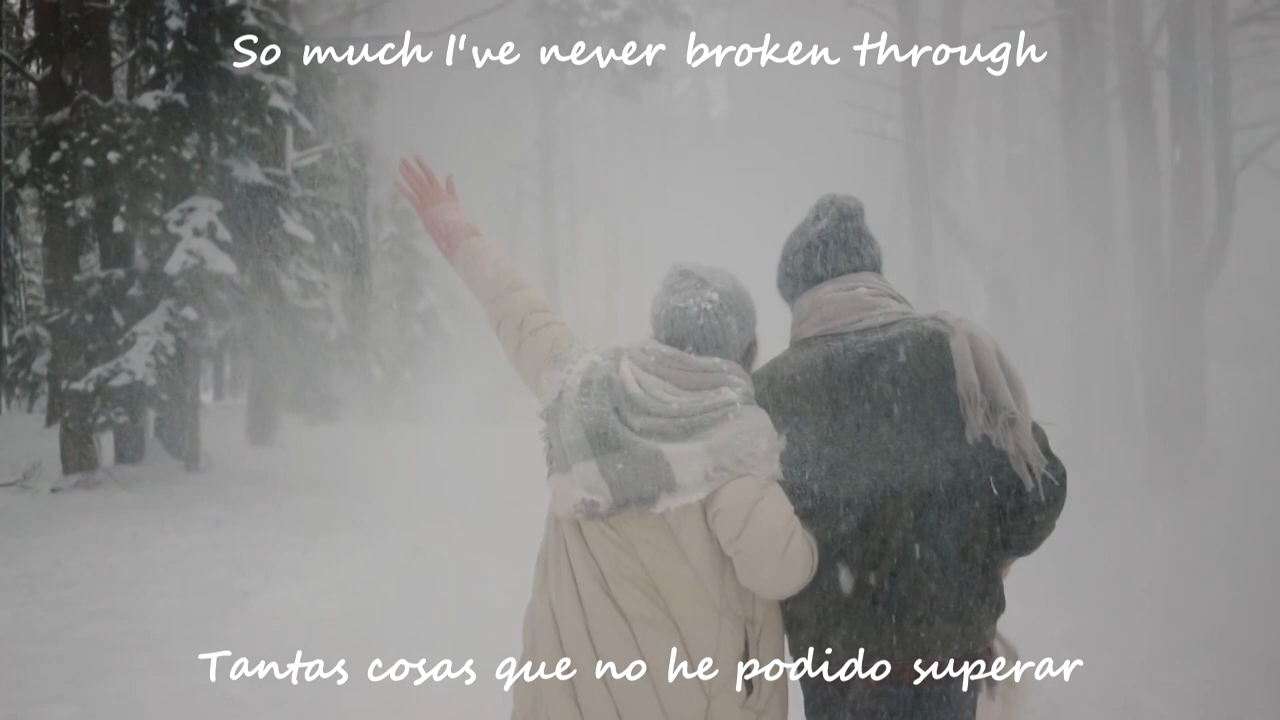 So much I've never broken through
Tantas cosas que no he podido superar